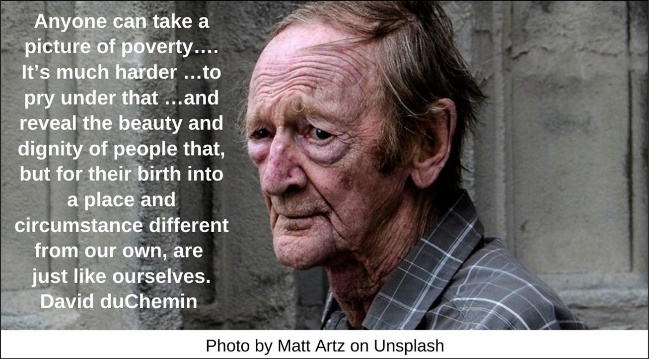 Anyone can take a
picture of poverty….
It's much harder …to
pry under that …and
reveal the beauty and
dignity of people that,
but for their birth into
a place and
circumstance different
from our own, are
just like ourselves.
David duChemin
Photo by Matt Artz on Unsplash